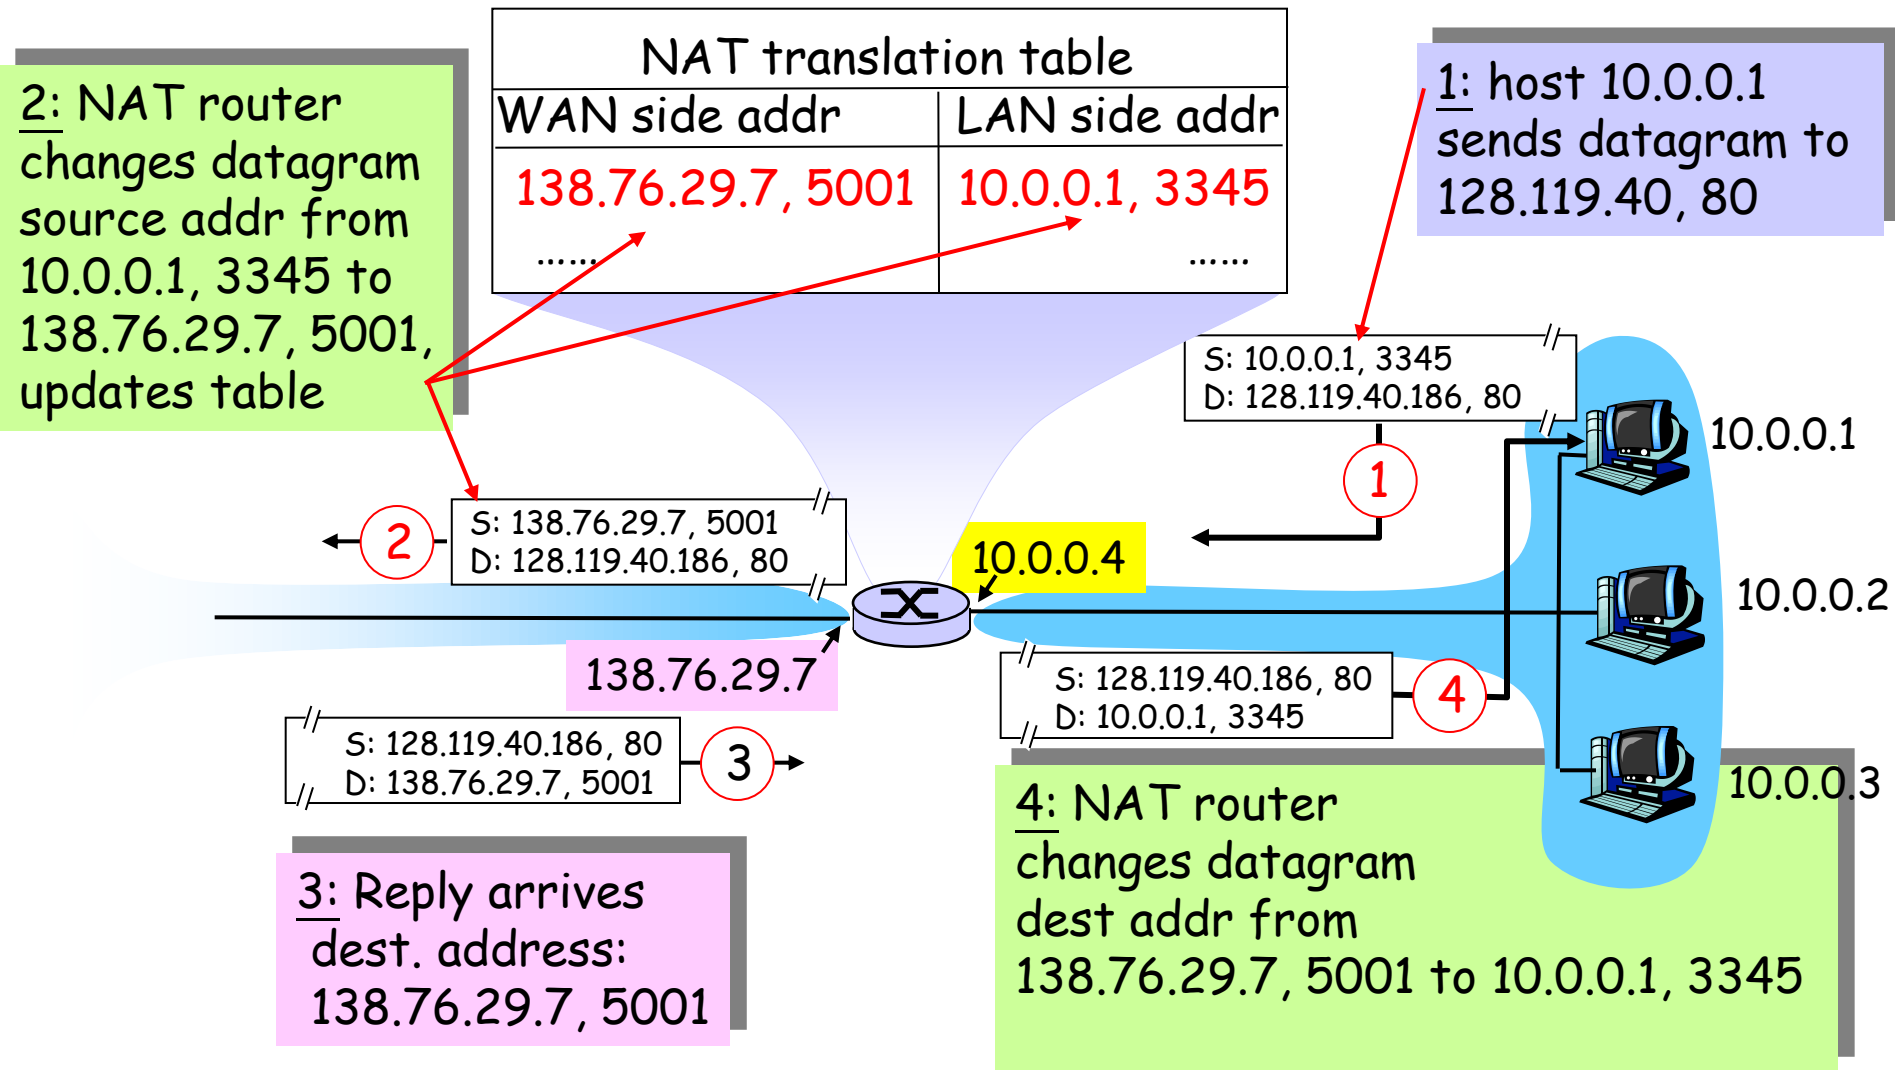 NAT translation table
WAN side addr
LAN side addr
138.76.29.7, 5001
10.0.0.1, 3345
......
......
2: NAT router
changes datagram
source addr from
10.0.0.1, 3345 to
138.76.29.7, 5001,
updates table
1: host 10.0.0.1
sends datagram to
128.119.40, 80
S: 10.0.0.1, 3345
D: 128.119.40.186, 80
1
10.0.0.1
S: 138.76.29.7, 5001
D: 128.119.40.186, 80
2
10.0.0.4
10.0.0.2
138.76.29.7
S: 128.119.40.186, 80
D: 10.0.0.1, 3345
4
S: 128.119.40.186, 80
D: 138.76.29.7, 5001
3
10.0.0.3
3: Reply arrives
dest. address:
138.76.29.7, 5001
4: NAT router
changes datagram
dest addr from
138.76.29.7, 5001 to 10.0.0.1, 3345